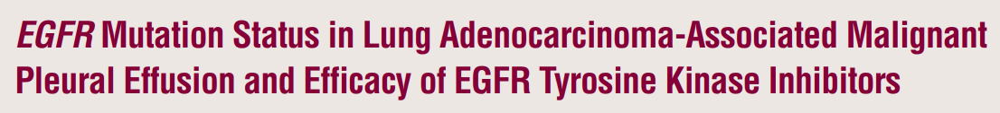 EGFR Mutation Status in Lung Adenocarcinoma-Associated Malignant
Pleural Effusion and Efficacy of EGFR Tyrosine Kinase Inhibitors